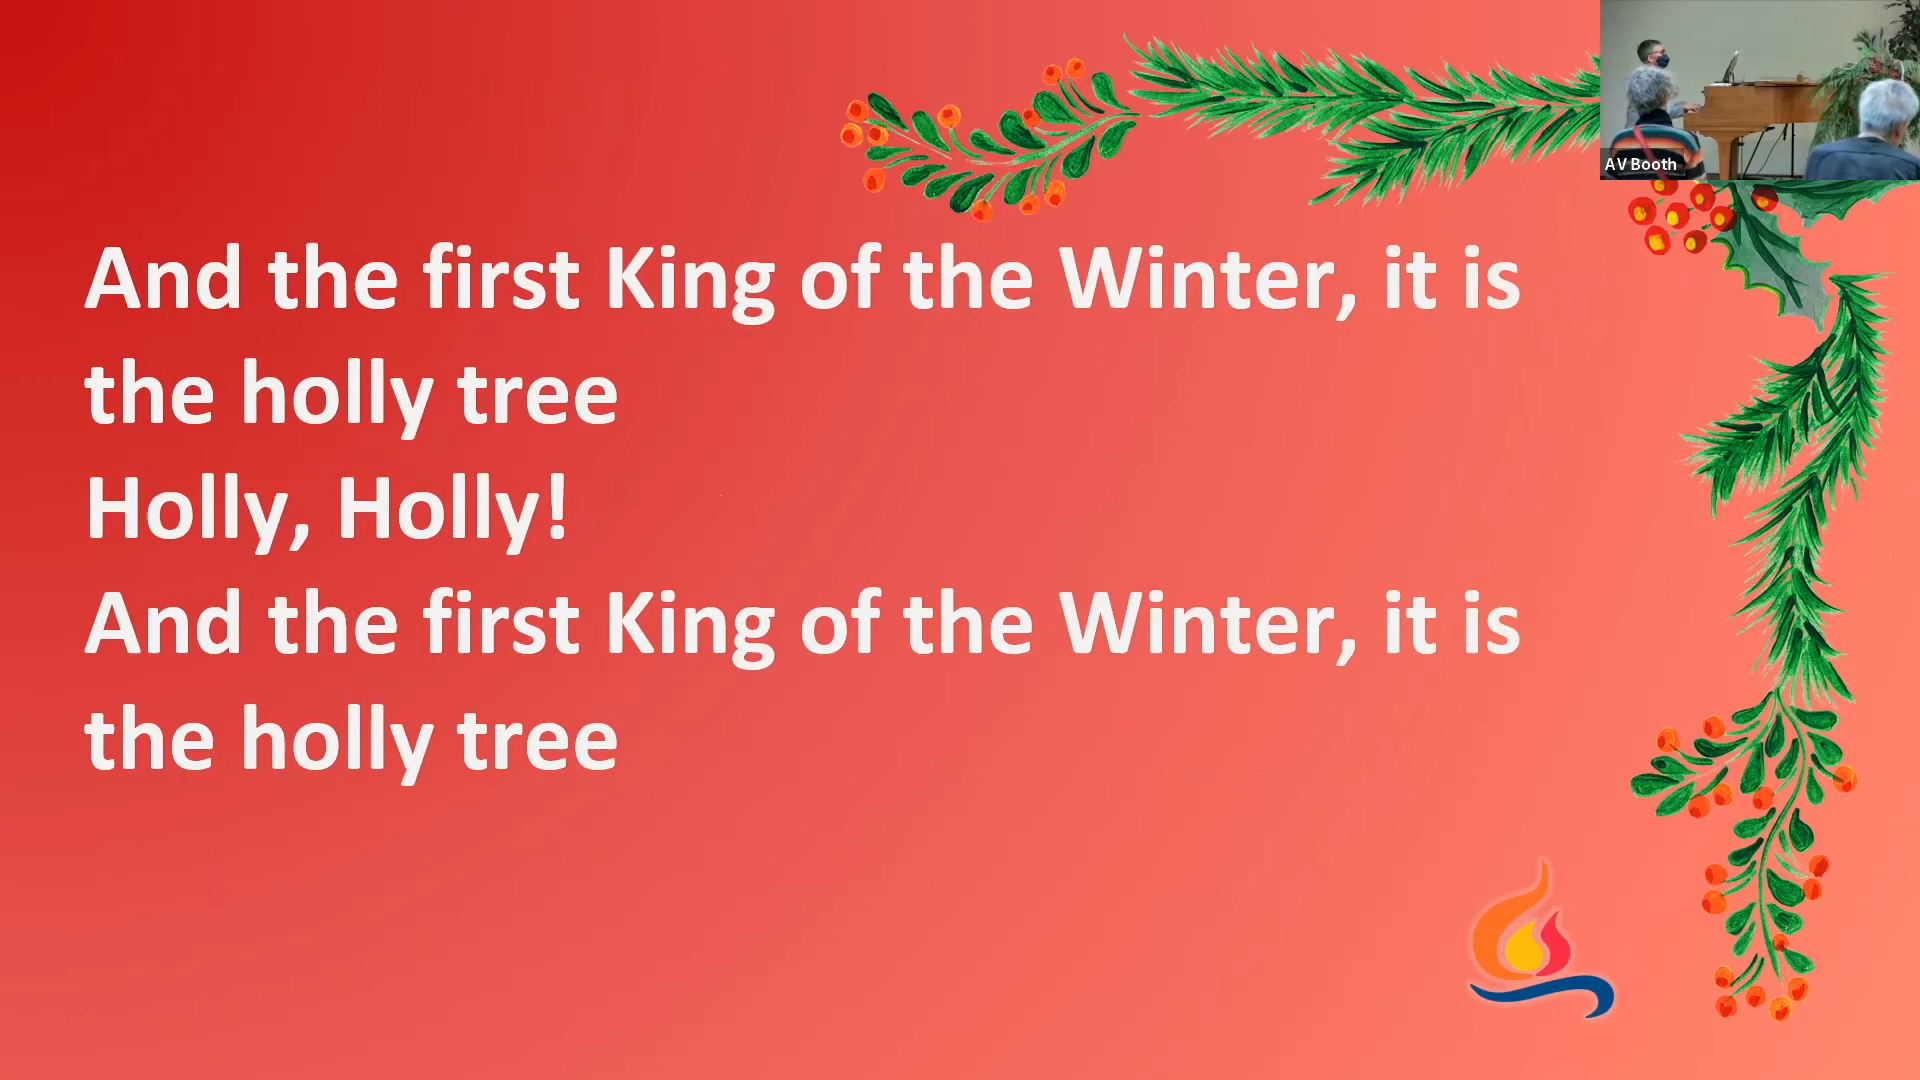 And the first King of the Winter, it is
the holly tree
Holly, Holly!
And the first King of the Winter, it is
the holly tree
AV Booth